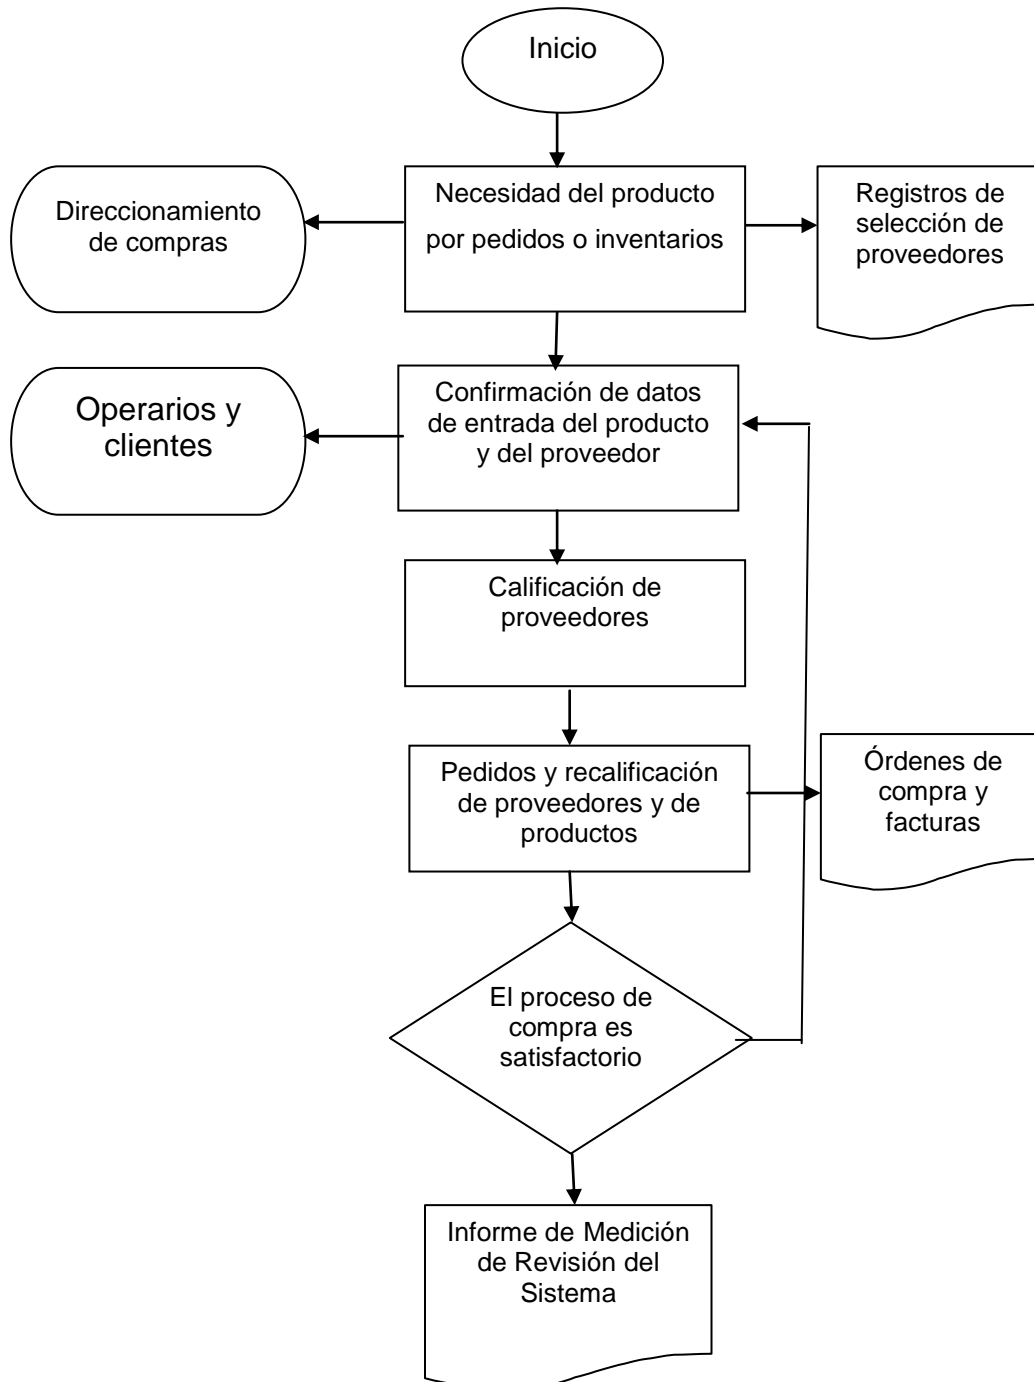 Inicio
Direccionamiento
de compras
Necesidad del producto
por pedidos o inventarios
Registros de
selección de
proveedores
Operarios y
clientes
Confirmación de datos
de entrada del producto
y del proveedor
Calificación de
proveedores
Pedidos y recalificación
de proveedores y de
productos
Órdenes de
compra y
facturas
El proceso de
compra es
satisfactorio
Informe de Medición
de Revisión del
Sistema